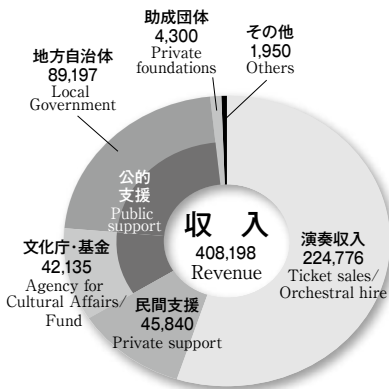 助成団体
4,300
Private
foundations
その他
1,950
Others
地方自治体
89,197
Local
Government
公的
支援
Public
support
収 入
408,198
Revenue
演奏収入
224,776
Ticket sales/
Orchestral hire
文化庁・基金
42,135
Agency for
Cultural Affairs/
Fund
民間支援
45,840
Private support